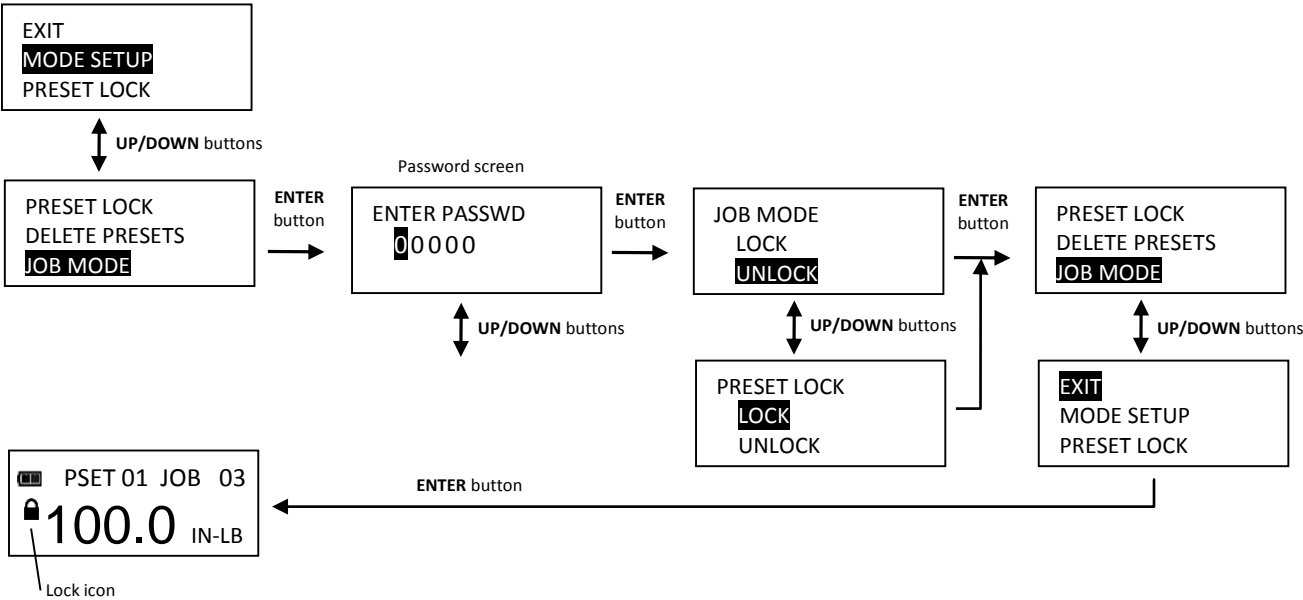 EXIT
MODE SETUP
PRESET LOCK
UP/DOWN buttons
PRESET LOCK
DELETE PRESETS
JOB MODE
ENTER
button
Password screen
ENTER PASSWD
00000
UP/DOWN buttons
ENTER
button
JOB MODE
LOCK
UNLOCK
UP/DOWN buttons
PRESET LOCK
LOCK
UNLOCK
ENTER
button
PRESET LOCK
DELETE PRESETS
JOB MODE
UP/DOWN buttons
EXIT
MODE SETUP
PRESET LOCK
ENTER button
PSET 01 JOB 03
100.0 IN-LB
Lock icon